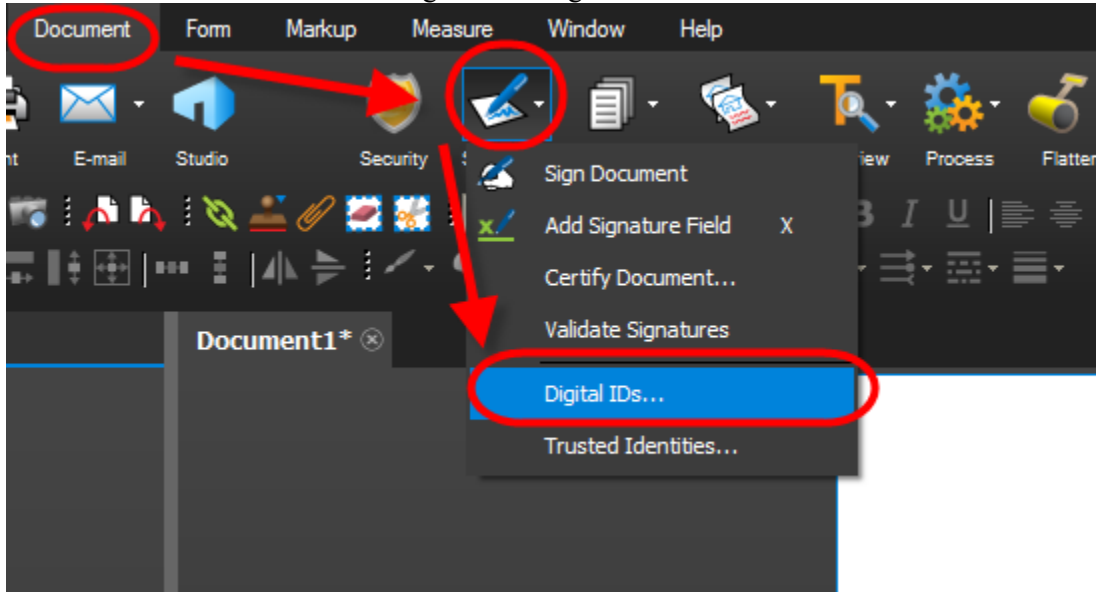 Document Form Markup Measure Window Help
E-mail Studio Security Process Flatten
Sign Document
Add Signature Field X
B I U
Certify Document...
Validate Signatures
Document1*
Digital IDs...
Trusted Identities...